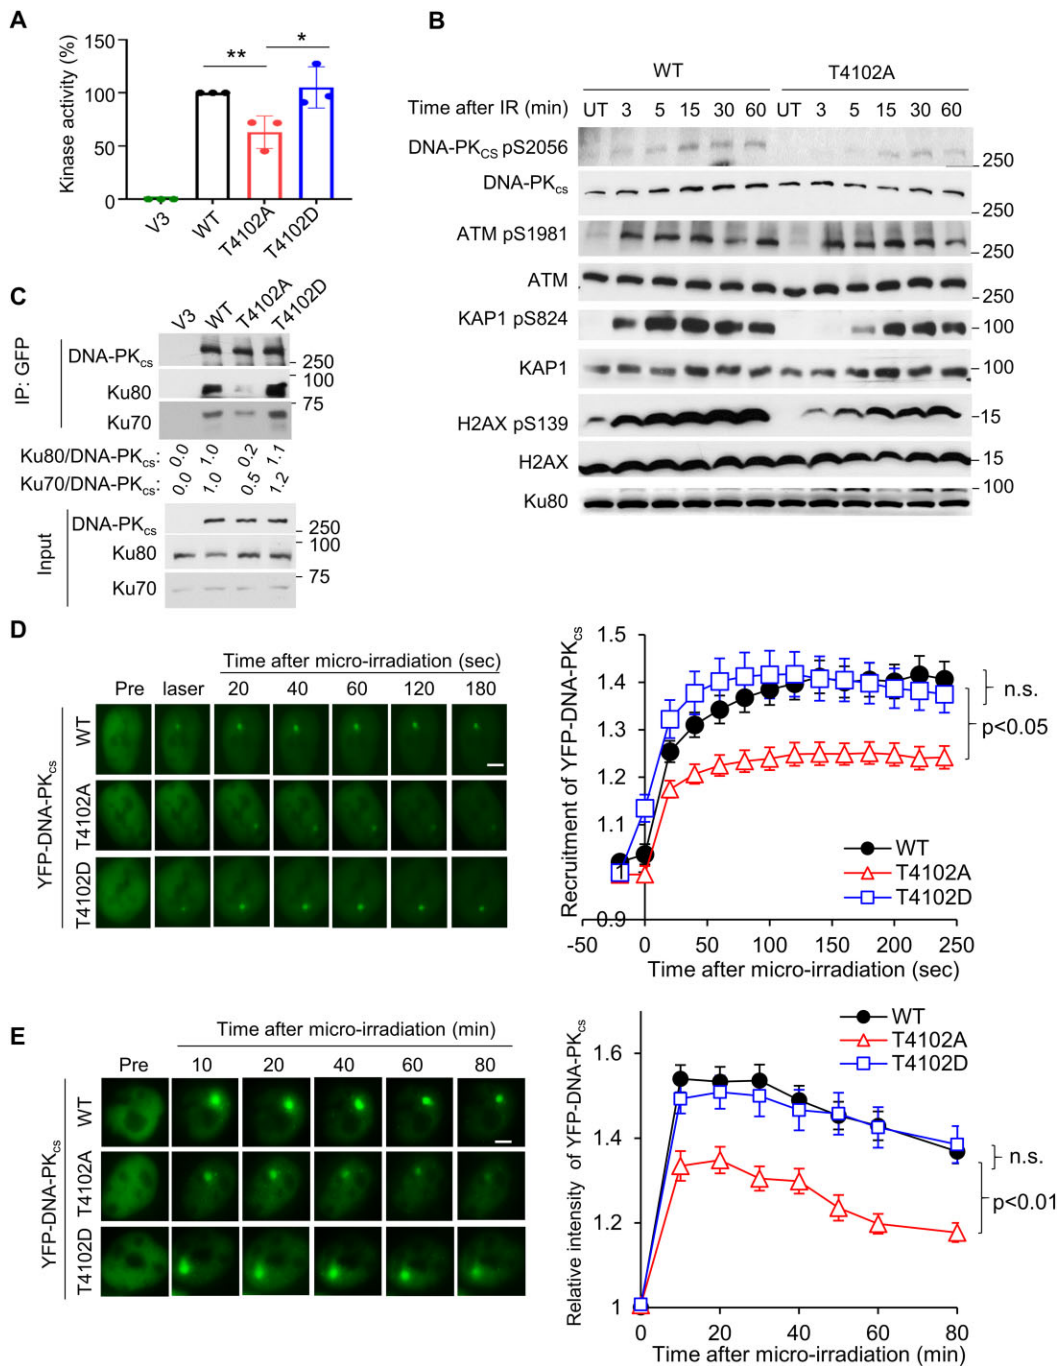 A
Kinase activity (%)
150
100
50
0
**
*
V3
WT
T4102A
T4102D
B
WT
T4102A
Time after IR (min)
UT 3 5 15 30 60 UT 3 5 15 30 60
DNA-PKCS pS2056
250
DNA-PKcs
250
ATM pS1981
250
ATM
250
KAP1 pS824
100
KAP1
100
H2AX pS139
15
H2AX
15
100
Ku80
C
V3
WT
T4102A
T4102D
IP: GFP
DNA-PKcs
250
100
Ku80
75
Ku70
Ku80/DNA-PKcs: 0.0 1.0 0.2 1.1
Ku70/DNA-PKcs: 0.0 1.0 0.5 1.2
Input
DNA-PKcs
250
100
Ku80
75
Ku70
D
Time after micro-irradiation (sec)
Pre laser 20 40 60 120 180
YFP-DNA-PKcs
WT
T4102A
T4102D
Recruitment of YFP-DNA-PKcs
1.5
1.4
1.3
1.2
1.1
1
0.9
-50 0 50 100 150 200 250
Time after micro-irradiation (sec)
n.s.
p<0.05
WT
T4102A
T4102D
E
Time after micro-irradiation (min)
Pre 10 20 40 60 80
YFP-DNA-PKcs
WT
T4102A
T4102D
Relative intensity of YFP-DNA-PKcs
1.6
1.4
1.2
1
0 20 40 60 80
Time after micro-irradiation (min)
WT
T4102A
T4102D
n.s.
p<0.01